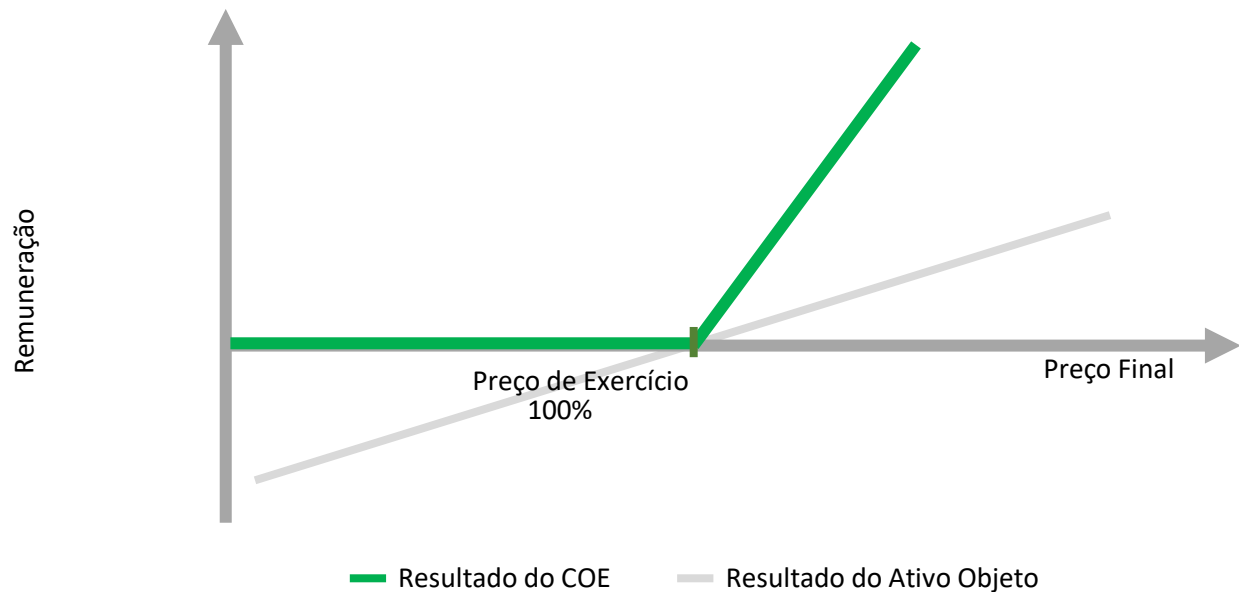 Remuneração
Preço de Exercício
100%
Preço Final
Resultado do COE
Resultado do Ativo Objeto